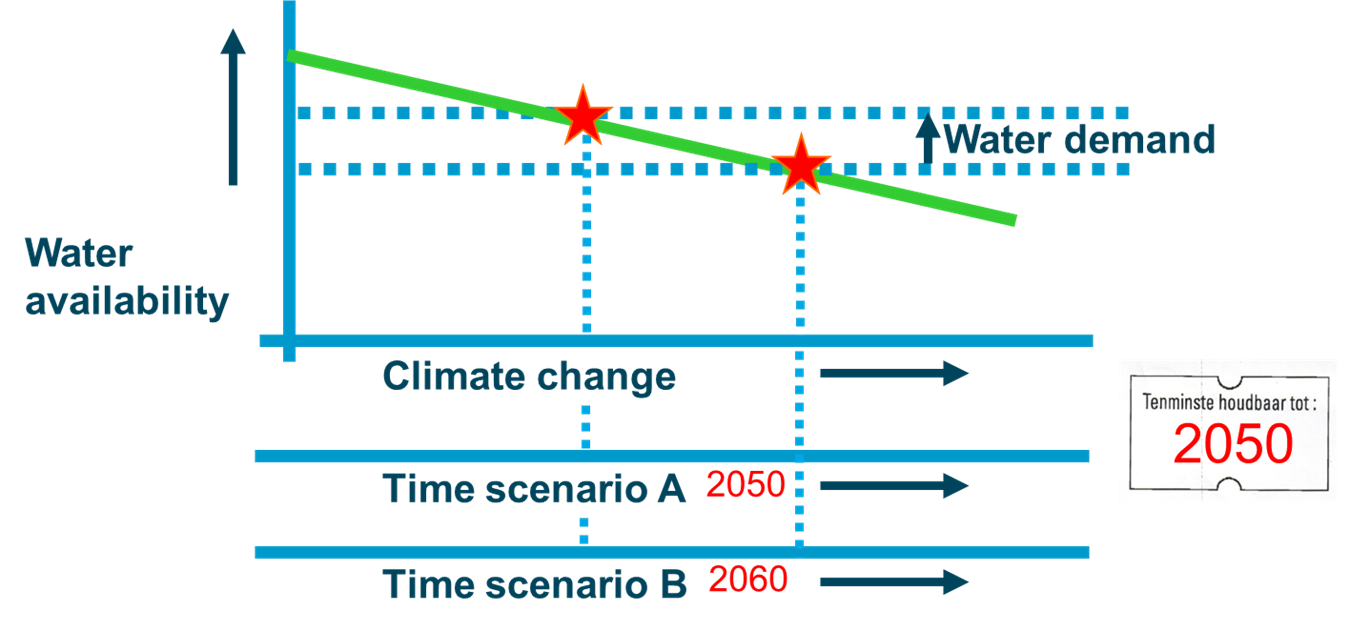 Water demand
Water
availability
Climate change
Tenminste houdbaar tot :
2050
Time scenario A 2050
Time scenario B 2060